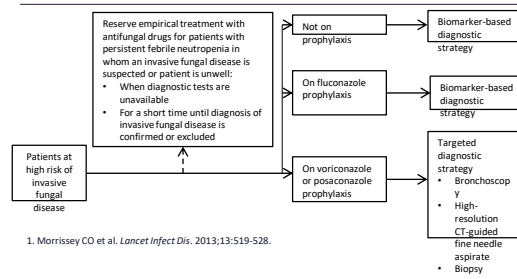 Reserve empirical treatment with
antifungal drugs for patients with
persistent febrile neutropenia in
whom an invasive fungal disease is
suspected or patient is unwell:
• When diagnostic tests are
unavailable
• For a short time until diagnosis of
invasive fungal disease is
confirmed or excluded
Patients at
high risk of
invasive
fungal
disease
Not on
prophylaxis
Biomarker-based
diagnostic
strategy
On fluconazole
prophylaxis
Biomarker-based
diagnostic
strategy
On voriconazole
or posaconazole
prophylaxis
Targeted
diagnostic
strategy
• Bronchoscop
y
• High-
resolution
CT-guided
fine needle
aspirate
• Biopsy
1. Morrissey CO et al. Lancet Infect Dis. 2013;13:519-528.